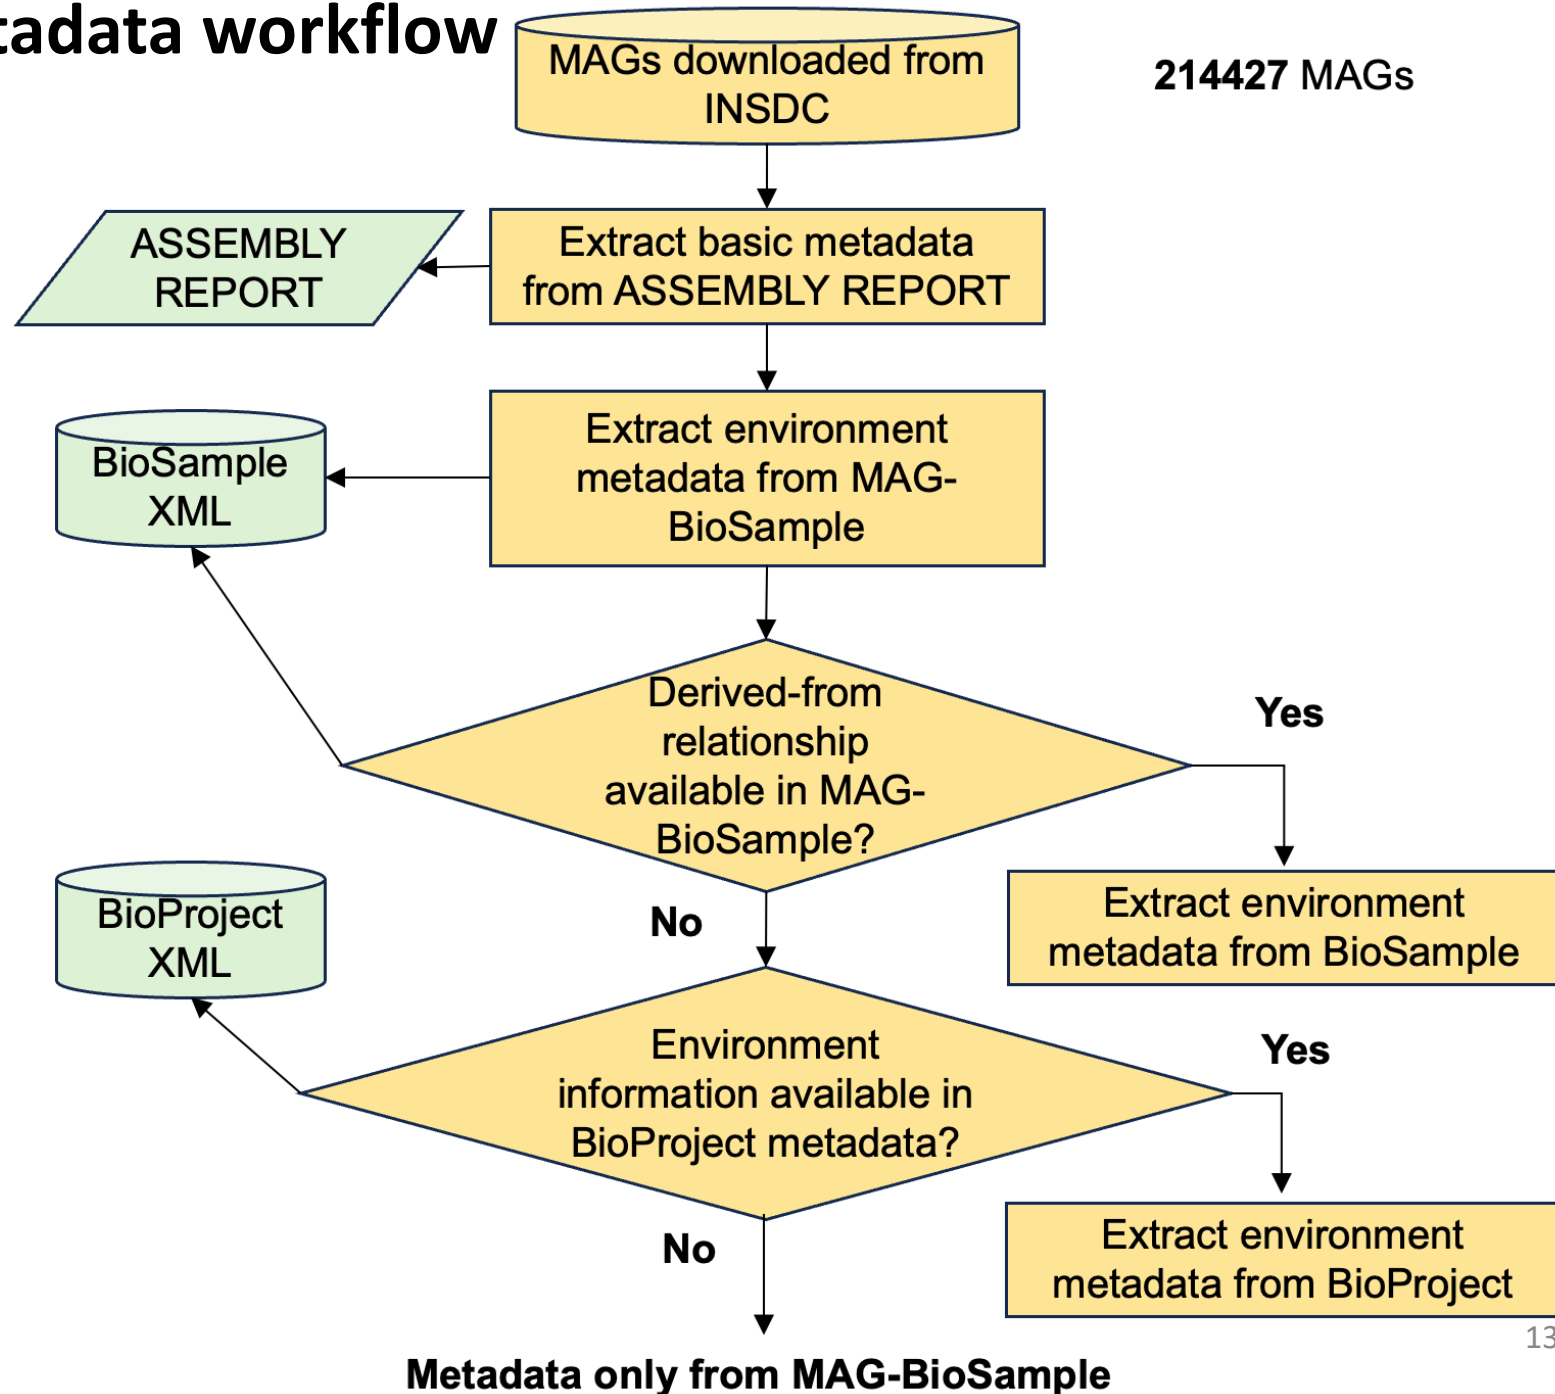 tadata workflow
MAGs downloaded from
INSDC
214427 MAGs
ASSEMBLY
REPORT
Extract basic metadata
from ASSEMBLY REPORT
BioSample
XML
Extract environment
metadata from MAG-
BioSample
Derived-from
relationship
available in MAG-
BioSample?
Yes
Extract environment
metadata from BioSample
No
BioProject
XML
Environment
information available in
BioProject metadata?
Yes
Extract environment
metadata from BioProject
No
13
Metadata only from MAG-BioSample